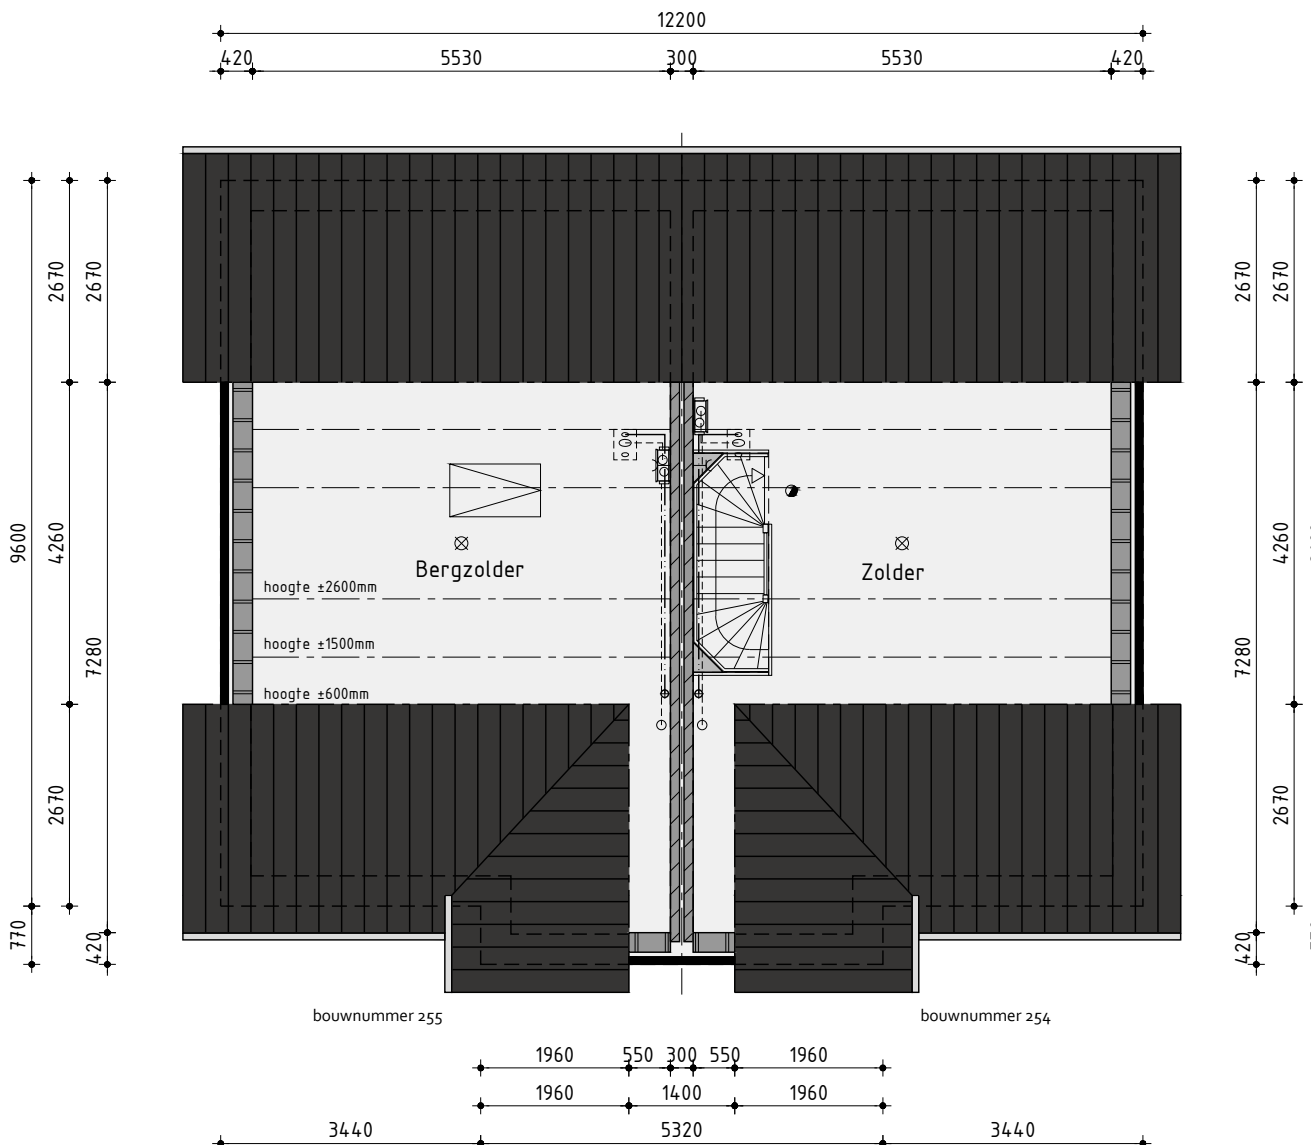 12200
420 5530 300 5530 420
2670 2670 2670 2670
9600 4260 4260
Bergzolder Zolder
hoogte ±2600mm
hoogte ±1500mm
hoogte ±600mm
7280 7280
2670 2670
770 420 420
bouwnummer 255 bouwnummer 254
1960 550 300 550 1960
1960 1400 1960
3440 5320 3440